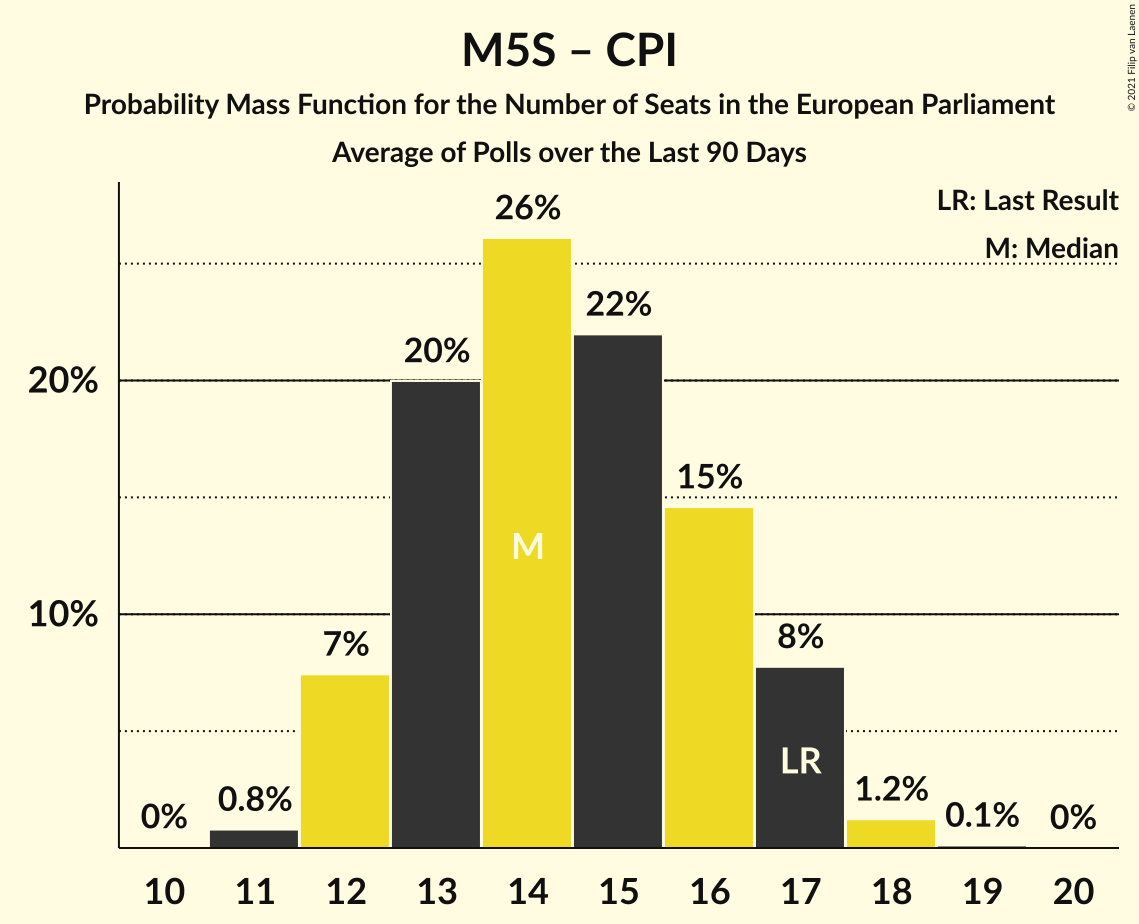 M5S – CPI
Probability Mass Function for the Number of Seats in the European Parliament
Average of Polls over the Last 90 Days
© 2021 Filip van Laenen
LR: Last Result
M: Median
26%
22%
20%
20%
15%
M
10%
7%
8%
LR
0%
0.8%
1.2%
0.1%
0%
10 11 12 13 14 15 16 17 18 19 20